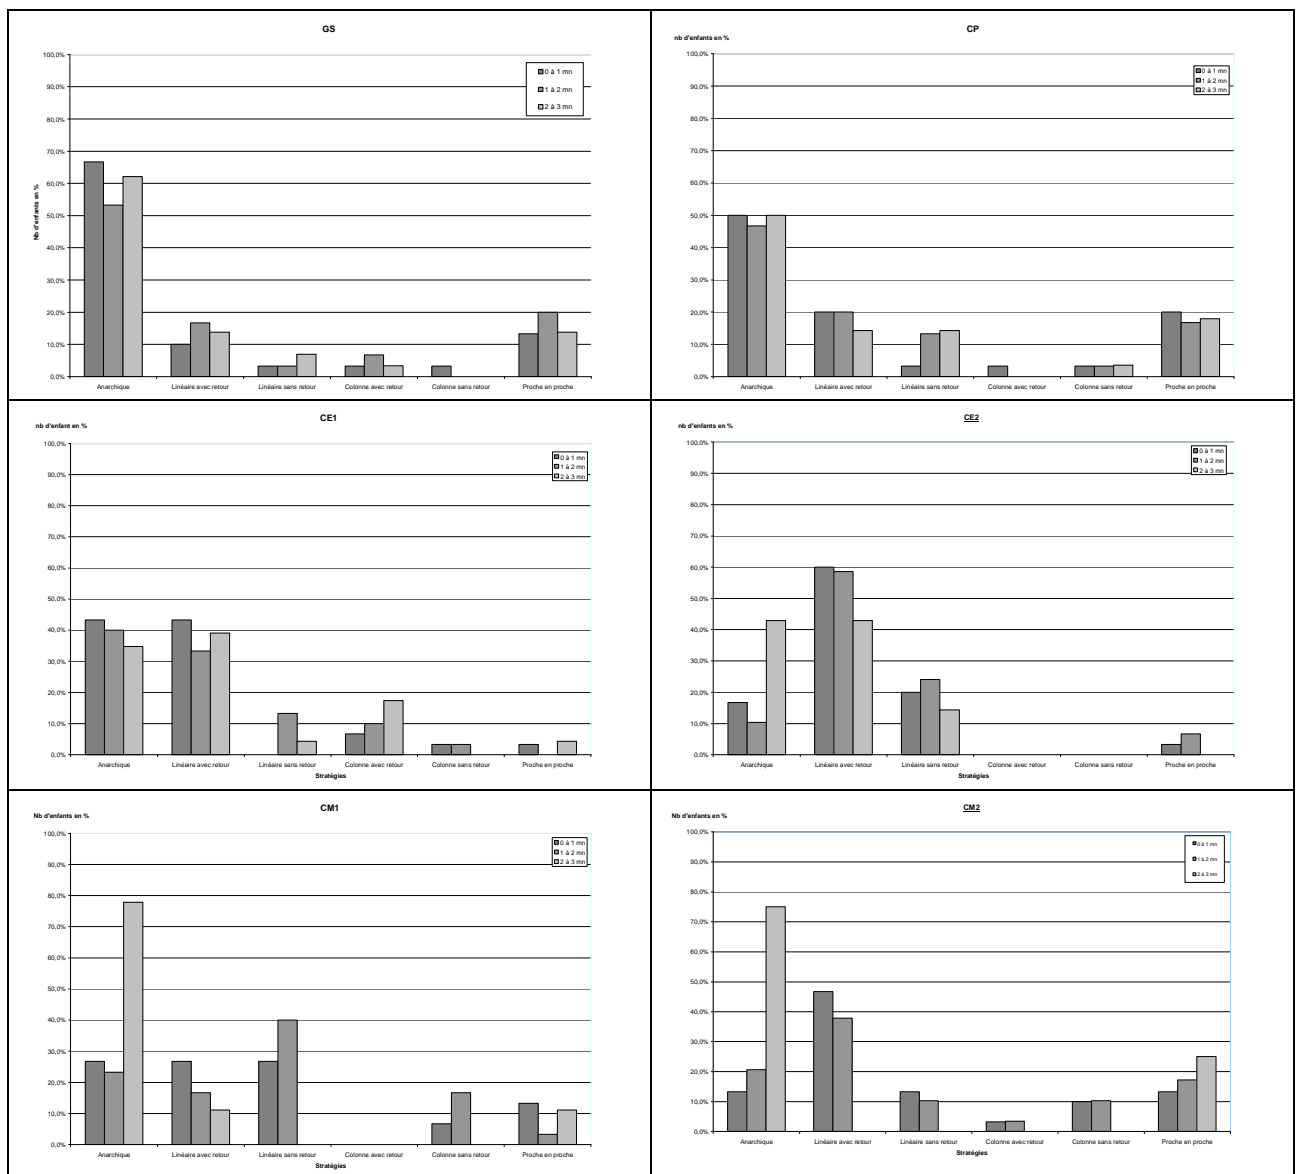 GS
Nb d'enfants en %
100,0%
90,0%
80,0%
70,0%
60,0%
50,0%
40,0%
30,0%
20,0%
10,0%
0,0%
0 à 1 mn
1 à 2 mn
2 à 3 mn
Anarchique Linéaire avec retour Linéaire sans retour Colonne avec retour Colonne sans retour Proche en proche
CP
nb d'enfants en %
100,0%
90,0%
80,0%
70,0%
60,0%
50,0%
40,0%
30,0%
20,0%
10,0%
0,0%
0 à 1 mn
1 à 2 mn
2 à 3 mn
Anarchique Linéaire avec retour Linéaire sans retour Colonne avec retour Colonne sans retour Proche en proche
CE1
nb d'enfant en %
100,0%
90,0%
80,0%
70,0%
60,0%
50,0%
40,0%
30,0%
20,0%
10,0%
0,0%
0 à 1 mn
1 à 2 mn
2 à 3 mn
Anarchique Linéaire avec retour Linéaire sans retour Colonne avec retour Colonne sans retour Proche en proche
Stratégies
CE2
nb d'enfants en %
100,0%
90,0%
80,0%
70,0%
60,0%
50,0%
40,0%
30,0%
20,0%
10,0%
0,0%
0 à 1 mn
1 à 2 mn
2 à 3 mn
Anarchique Linéaire avec retour Linéaire sans retour Colonne avec retour Colonne sans retour Proche en proche
Stratégies
CM1
Nb d'enfants en %
100,0%
90,0%
80,0%
70,0%
60,0%
50,0%
40,0%
30,0%
20,0%
10,0%
0,0%
0 à 1 mn
1 à 2 mn
2 à 3 mn
Anarchique Linéaire avec retour Linéaire sans retour Colonne avec retour Colonne sans retour Proche en proche
Stratégies
CM2
Nb d'enfants en %
100,0%
90,0%
80,0%
70,0%
60,0%
50,0%
40,0%
30,0%
20,0%
10,0%
0,0%
0 à 1 mn
1 à 2 mn
2 à 3 mn
Anarchique Linéaire avec retour Linéaire sans retour Colonne avec retour Colonne sans retour Proche en proche
Stratégies